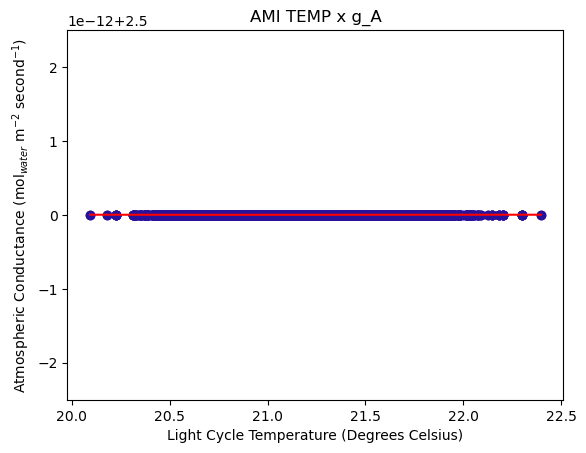 AMI TEMP x g_A
1e−12+2.5
2
1
0
−1
−2
Atmospheric Conductance (mol_water m⁻² second⁻¹)
20.0 20.5 21.0 21.5 22.0 22.5
Light Cycle Temperature (Degrees Celsius)